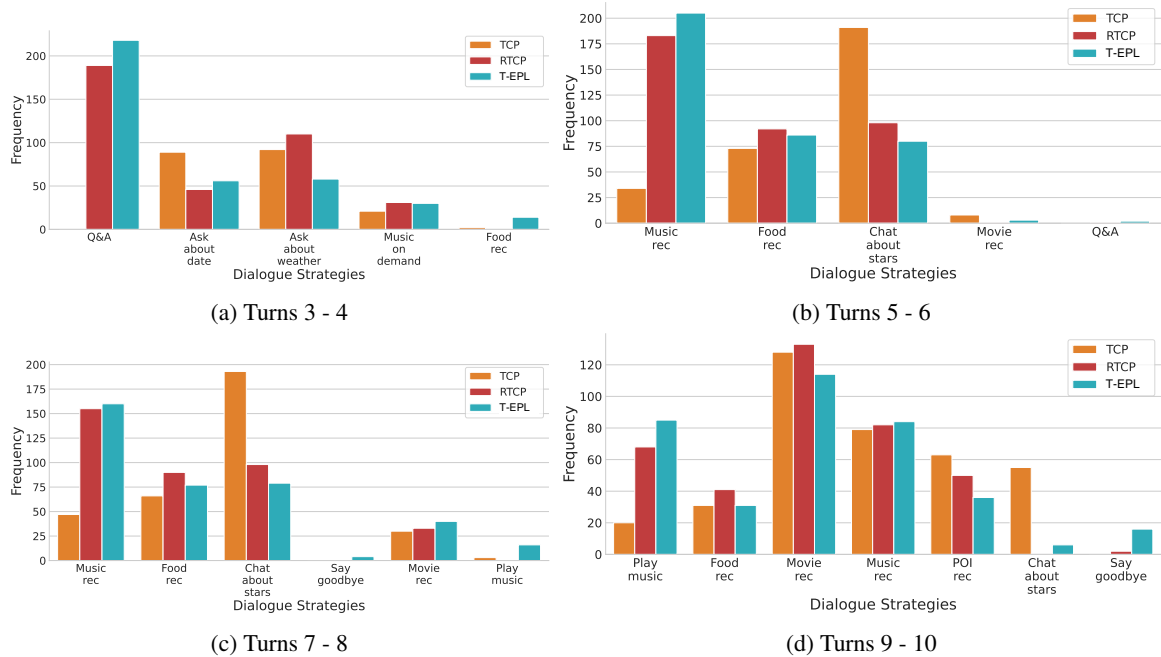 TCP
RTCP
T-EPL
200
150
100
50
0
Frequency
Q&A
Ask about date
Ask about weather
Music on demand
Food rec
Dialogue Strategies
(a) Turns 3 - 4
TCP
RTCP
T-EPL
200
175
150
125
100
75
50
25
0
Frequency
Music rec
Food rec
Chat about stars
Movie rec
Q&A
Dialogue Strategies
(b) Turns 5 - 6
TCP
RTCP
T-EPL
200
175
150
125
100
75
50
25
0
Frequency
Music rec
Food rec
Chat about stars
Say goodbye
Movie rec
Play music
Dialogue Strategies
(c) Turns 7 - 8
TCP
RTCP
T-EPL
120
100
80
60
40
20
0
Frequency
Play music
Food rec
Movie rec
Music rec
POI rec
Chat about stars
Say goodbye
Dialogue Strategies
(d) Turns 9 - 10